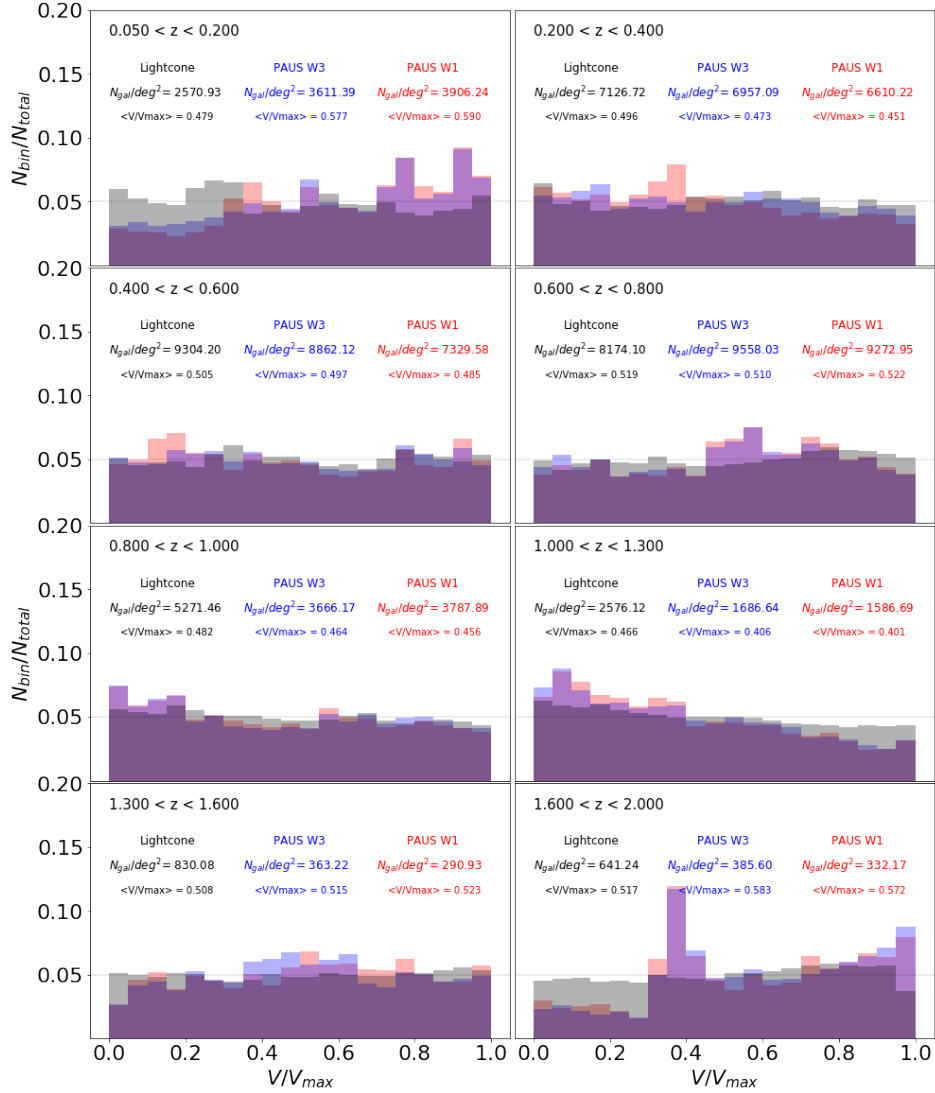 0.20
0.15
0.10
0.05
N_bin/N_total
0.050 < z < 0.200
Lightcone PAUS W3 PAUS W1
N_gal/deg^2= 2570.93 N_gal/deg^2= 3611.39 N_gal/deg^2= 3906.24
<V/Vmax> = 0.479 <V/Vmax> = 0.577 <V/Vmax> = 0.590
0.200 < z < 0.400
Lightcone PAUS W3 PAUS W1
N_gal/deg^2= 7126.72 N_gal/deg^2= 6957.09 N_gal/deg^2= 6610.22
<V/Vmax> = 0.496 <V/Vmax> = 0.473 <V/Vmax> = 0.451
0.20
0.15
0.10
0.05
0.400 < z < 0.600
Lightcone PAUS W3 PAUS W1
N_gal/deg^2= 9304.20 N_gal/deg^2= 8862.12 N_gal/deg^2= 7329.58
<V/Vmax> = 0.505 <V/Vmax> = 0.497 <V/Vmax> = 0.485
0.600 < z < 0.800
Lightcone PAUS W3 PAUS W1
N_gal/deg^2= 8174.10 N_gal/deg^2= 9558.03 N_gal/deg^2= 9272.95
<V/Vmax> = 0.519 <V/Vmax> = 0.510 <V/Vmax> = 0.522
0.20
0.15
0.10
0.05
N_bin/N_total
0.800 < z < 1.000
Lightcone PAUS W3 PAUS W1
N_gal/deg^2= 5271.46 N_gal/deg^2= 3666.17 N_gal/deg^2= 3787.89
<V/Vmax> = 0.482 <V/Vmax> = 0.464 <V/Vmax> = 0.456
1.000 < z < 1.300
Lightcone PAUS W3 PAUS W1
N_gal/deg^2= 2576.12 N_gal/deg^2= 1686.64 N_gal/deg^2= 1586.69
<V/Vmax> = 0.466 <V/Vmax> = 0.406 <V/Vmax> = 0.401
0.20
0.15
0.10
0.05
1.300 < z < 1.600
Lightcone PAUS W3 PAUS W1
N_gal/deg^2= 830.08 N_gal/deg^2= 363.22 N_gal/deg^2= 290.93
<V/Vmax> = 0.508 <V/Vmax> = 0.515 <V/Vmax> = 0.523
1.600 < z < 2.000
Lightcone PAUS W3 PAUS W1
N_gal/deg^2= 641.24 N_gal/deg^2= 385.60 N_gal/deg^2= 332.17
<V/Vmax> = 0.517 <V/Vmax> = 0.583 <V/Vmax> = 0.572
0.0 0.2 0.4 0.6 0.8 1.0
V/V_max
0.0 0.2 0.4 0.6 0.8 1.0
V/V_max